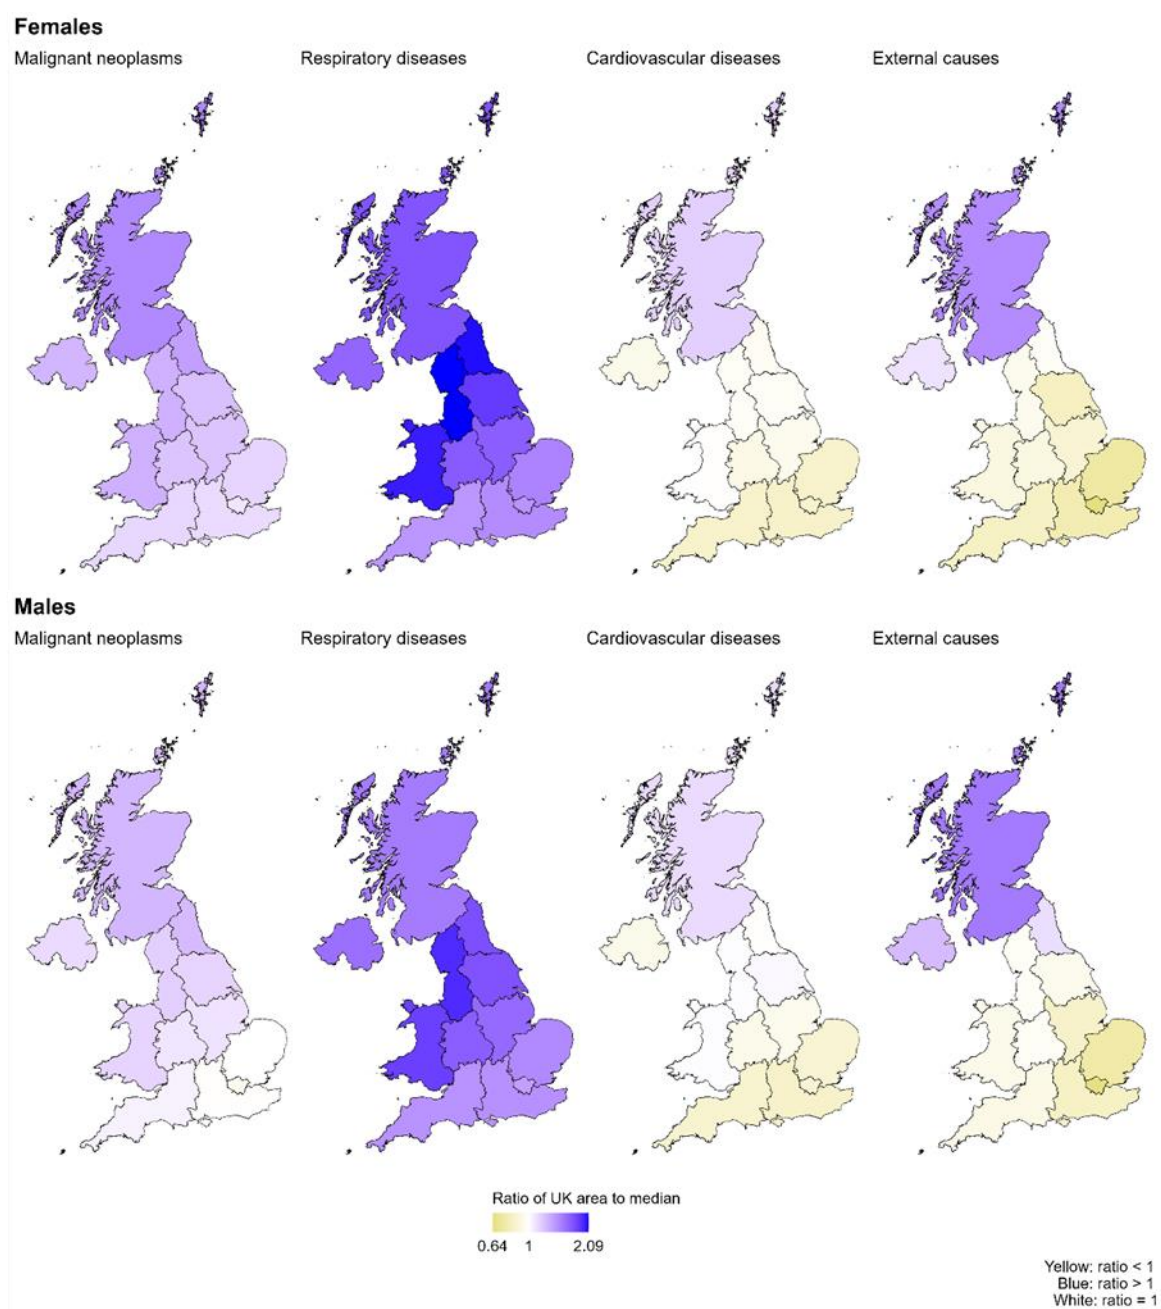 Females
Malignant neoplasms Respiratory diseases Cardiovascular diseases External causes
Males
Malignant neoplasms Respiratory diseases Cardiovascular diseases External causes
Ratio of UK area to median
0.64 1 2.09
Yellow: ratio < 1
Blue: ratio > 1
White: ratio = 1